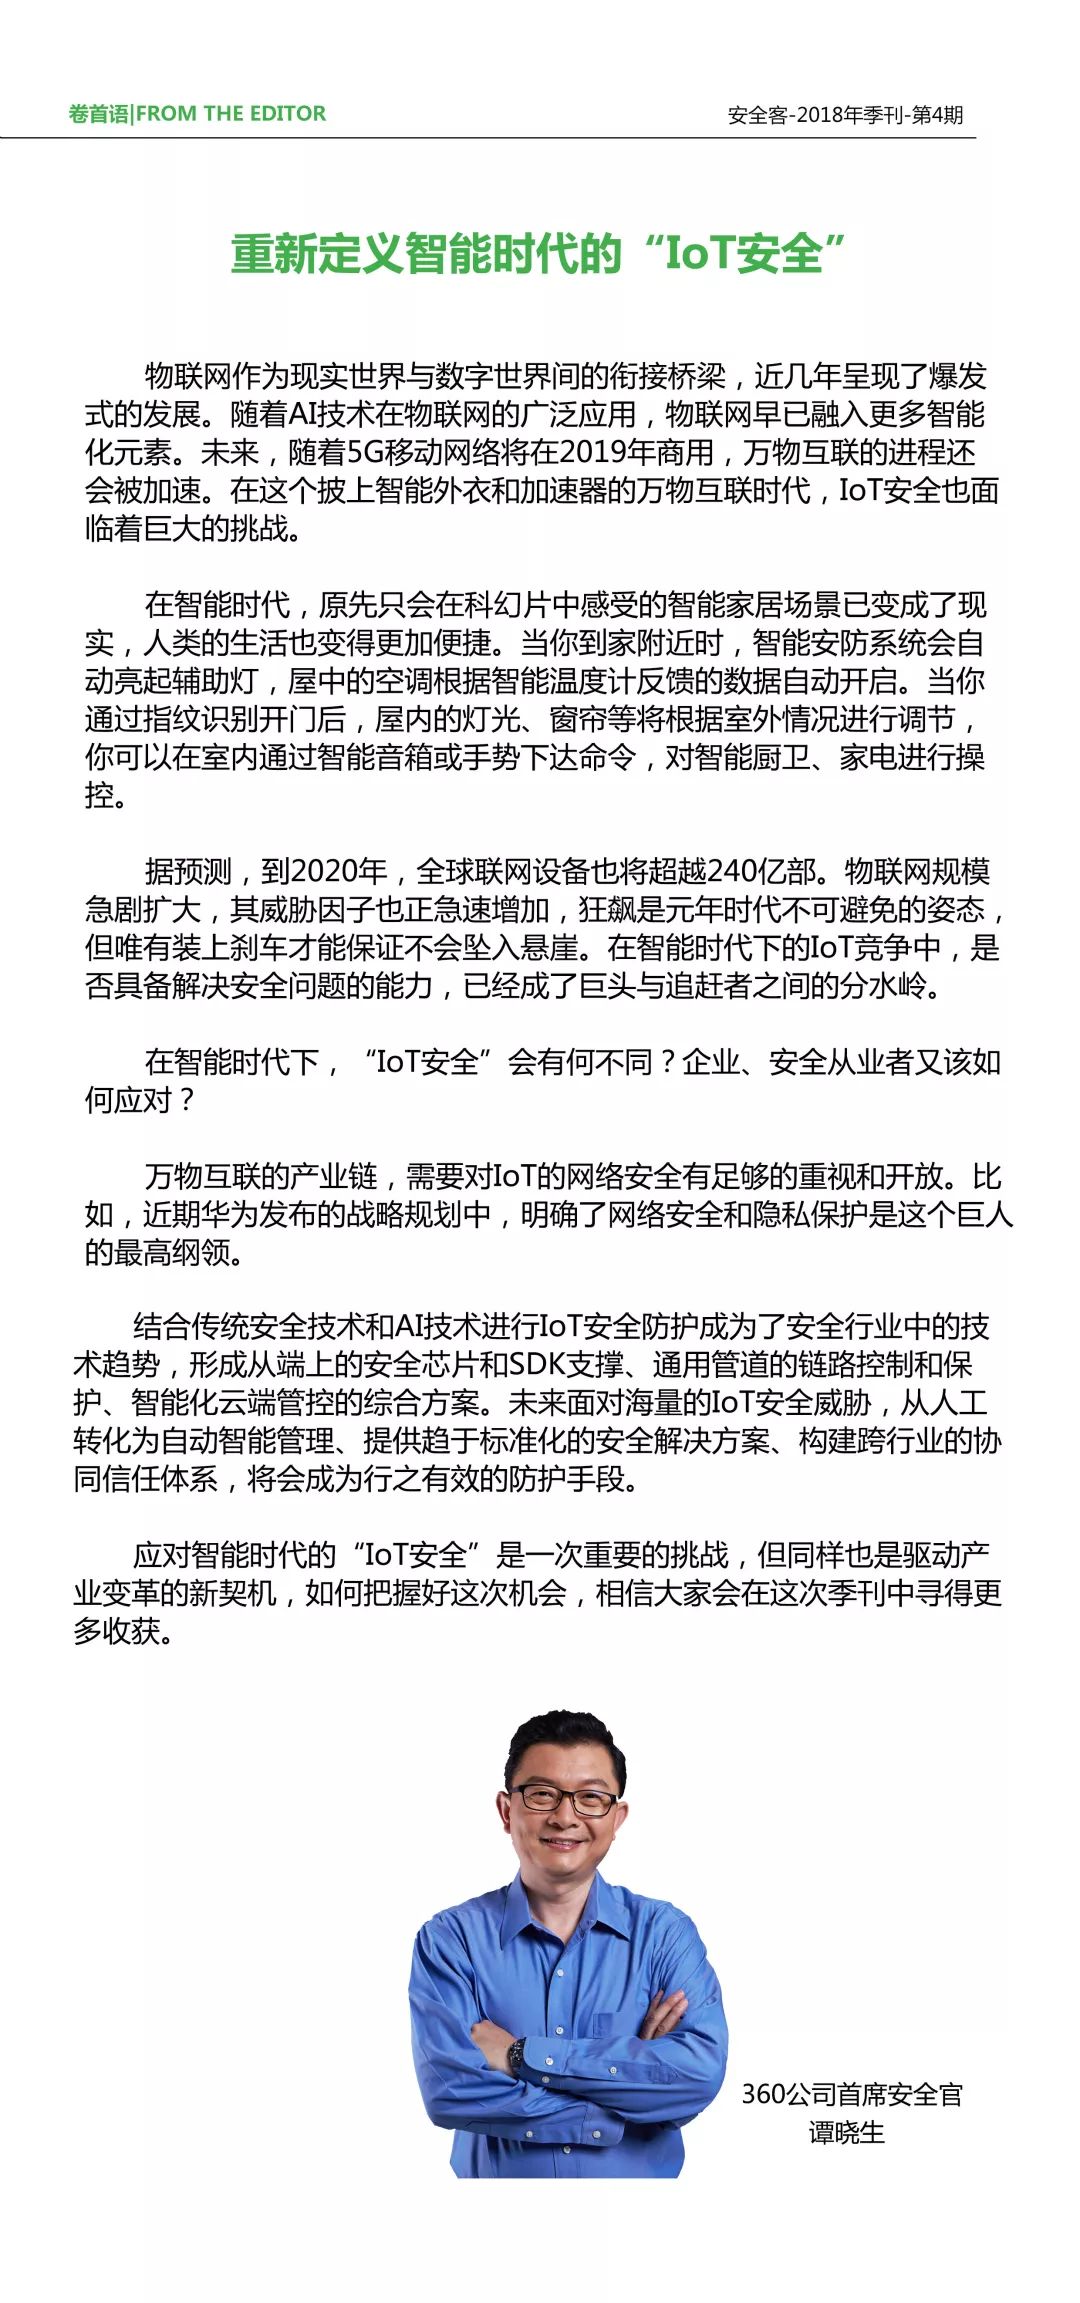 卷首语|FROM THE EDITOR
安全客-2018年季刊-第4期
重新定义智能时代的“IoT安全”
物联网作为现实世界与数字世界间的衔接桥梁，近几年呈现了爆发
式的发展。随着AI技术在物联网的广泛应用，物联网早已融入更多智能
化元素。未来，随着5G移动网络将在2019年商用，万物互联的进程还
会被加速。在这个披上智能外衣和加速器的万物互联时代，IoT安全也面
临着巨大的挑战。
在智能时代，原先只会在科幻片中感受的智能家居场景已变成了现
实，人类的生活也变得更加便捷。当你到家附近时，智能安防系统会自
动亮起辅助灯，屋中的空调根据智能温度计反馈的数据自动开启。当你
通过指纹识别开门后，屋内的灯光、窗帘等将根据室外情况进行调节，
你可以在室内通过智能音箱或手势下达命令，对智能厨卫、家电进行操
控。
据预测，到2020年，全球联网设备也将超越240亿部。物联网规模
急剧扩大，其威胁因子也正急速增加，狂飙是元年时代不可避免的姿态，
但唯有装上刹车才能保证不会坠入悬崖。在智能时代下的IoT竞争中，是
否具备解决安全问题的能力，已经成了巨头与追赶者之间的分水岭。
在智能时代下，“IoT安全”会有何不同？企业、安全从业者又该如
何应对？
万物互联的产业链，需要对IoT的网络安全有足够的重视和开放。比
如，近期华为发布的战略规划中，明确了网络安全和隐私保护是这个巨人
的最高纲领。
结合传统安全技术和AI技术进行IoT安全防护成为了安全行业中的技
术趋势，形成从端上的安全芯片和SDK支撑、通用管道的链路控制和保
护、智能化云端管控的综合方案。未来面对海量的IoT安全威胁，从人工
转化为自动智能管理、提供趋于标准化的安全解决方案、构建跨行业的协
同信任体系，将会成为行之有效的防护手段。
应对智能时代的“IoT安全”是一次重要的挑战，但同样也是驱动产
业变革的新契机，如何把握好这次机会，相信大家会在这次季刊中寻得更
多收获。
360公司首席安全官
谭晓生